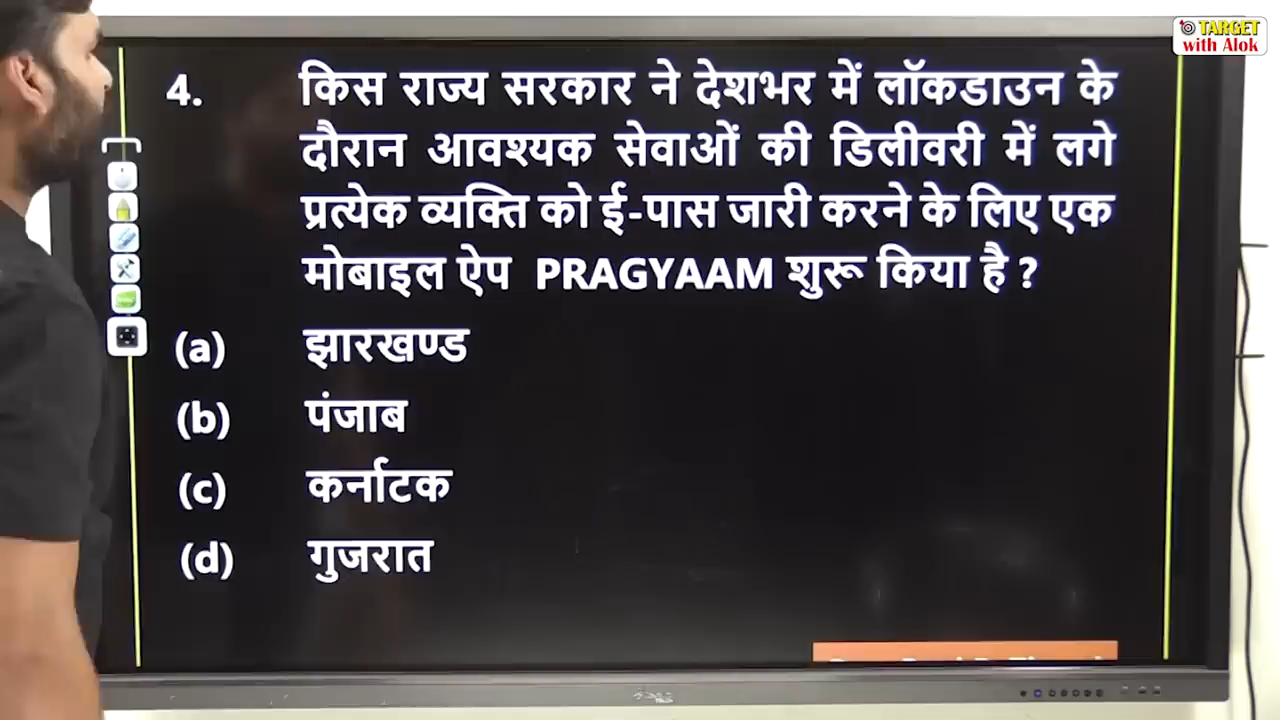 TARGET
with Alok
4. किस राज्य सरकार ने देशभर में लॉकडाउन के
दौरान आवश्यक सेवाओं की डिलीवरी में लगे
प्रत्येक व्यक्ति को ई-पास जारी करने के लिए एक
मोबाइल ऐप PRAGYAAM शुरू किया है ?
(a) झारखण्ड
(b) पंजाब
(c) कर्नाटक
(d) गुजरात